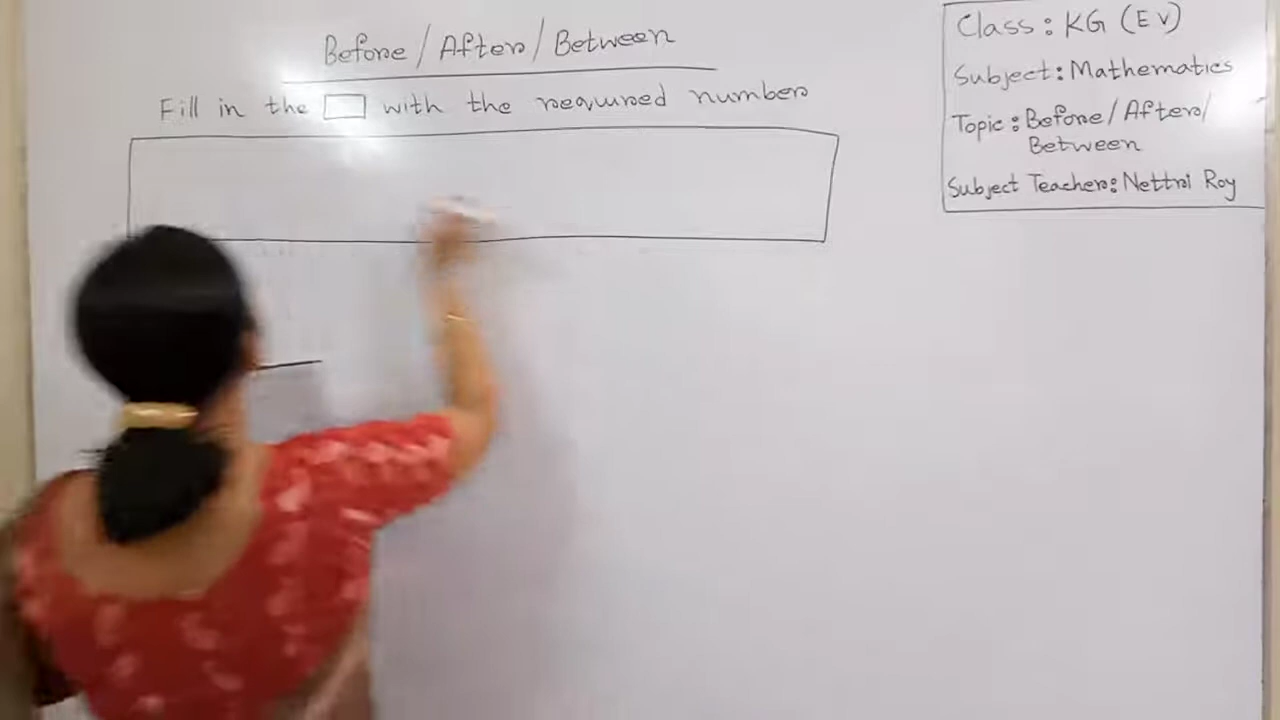 Before / After / Between
Fill in the with the required number
Class : KG (EV)
Subject : Mathematics
Topic : Before / After /
Between
Subject Teacher : Nettri Roy